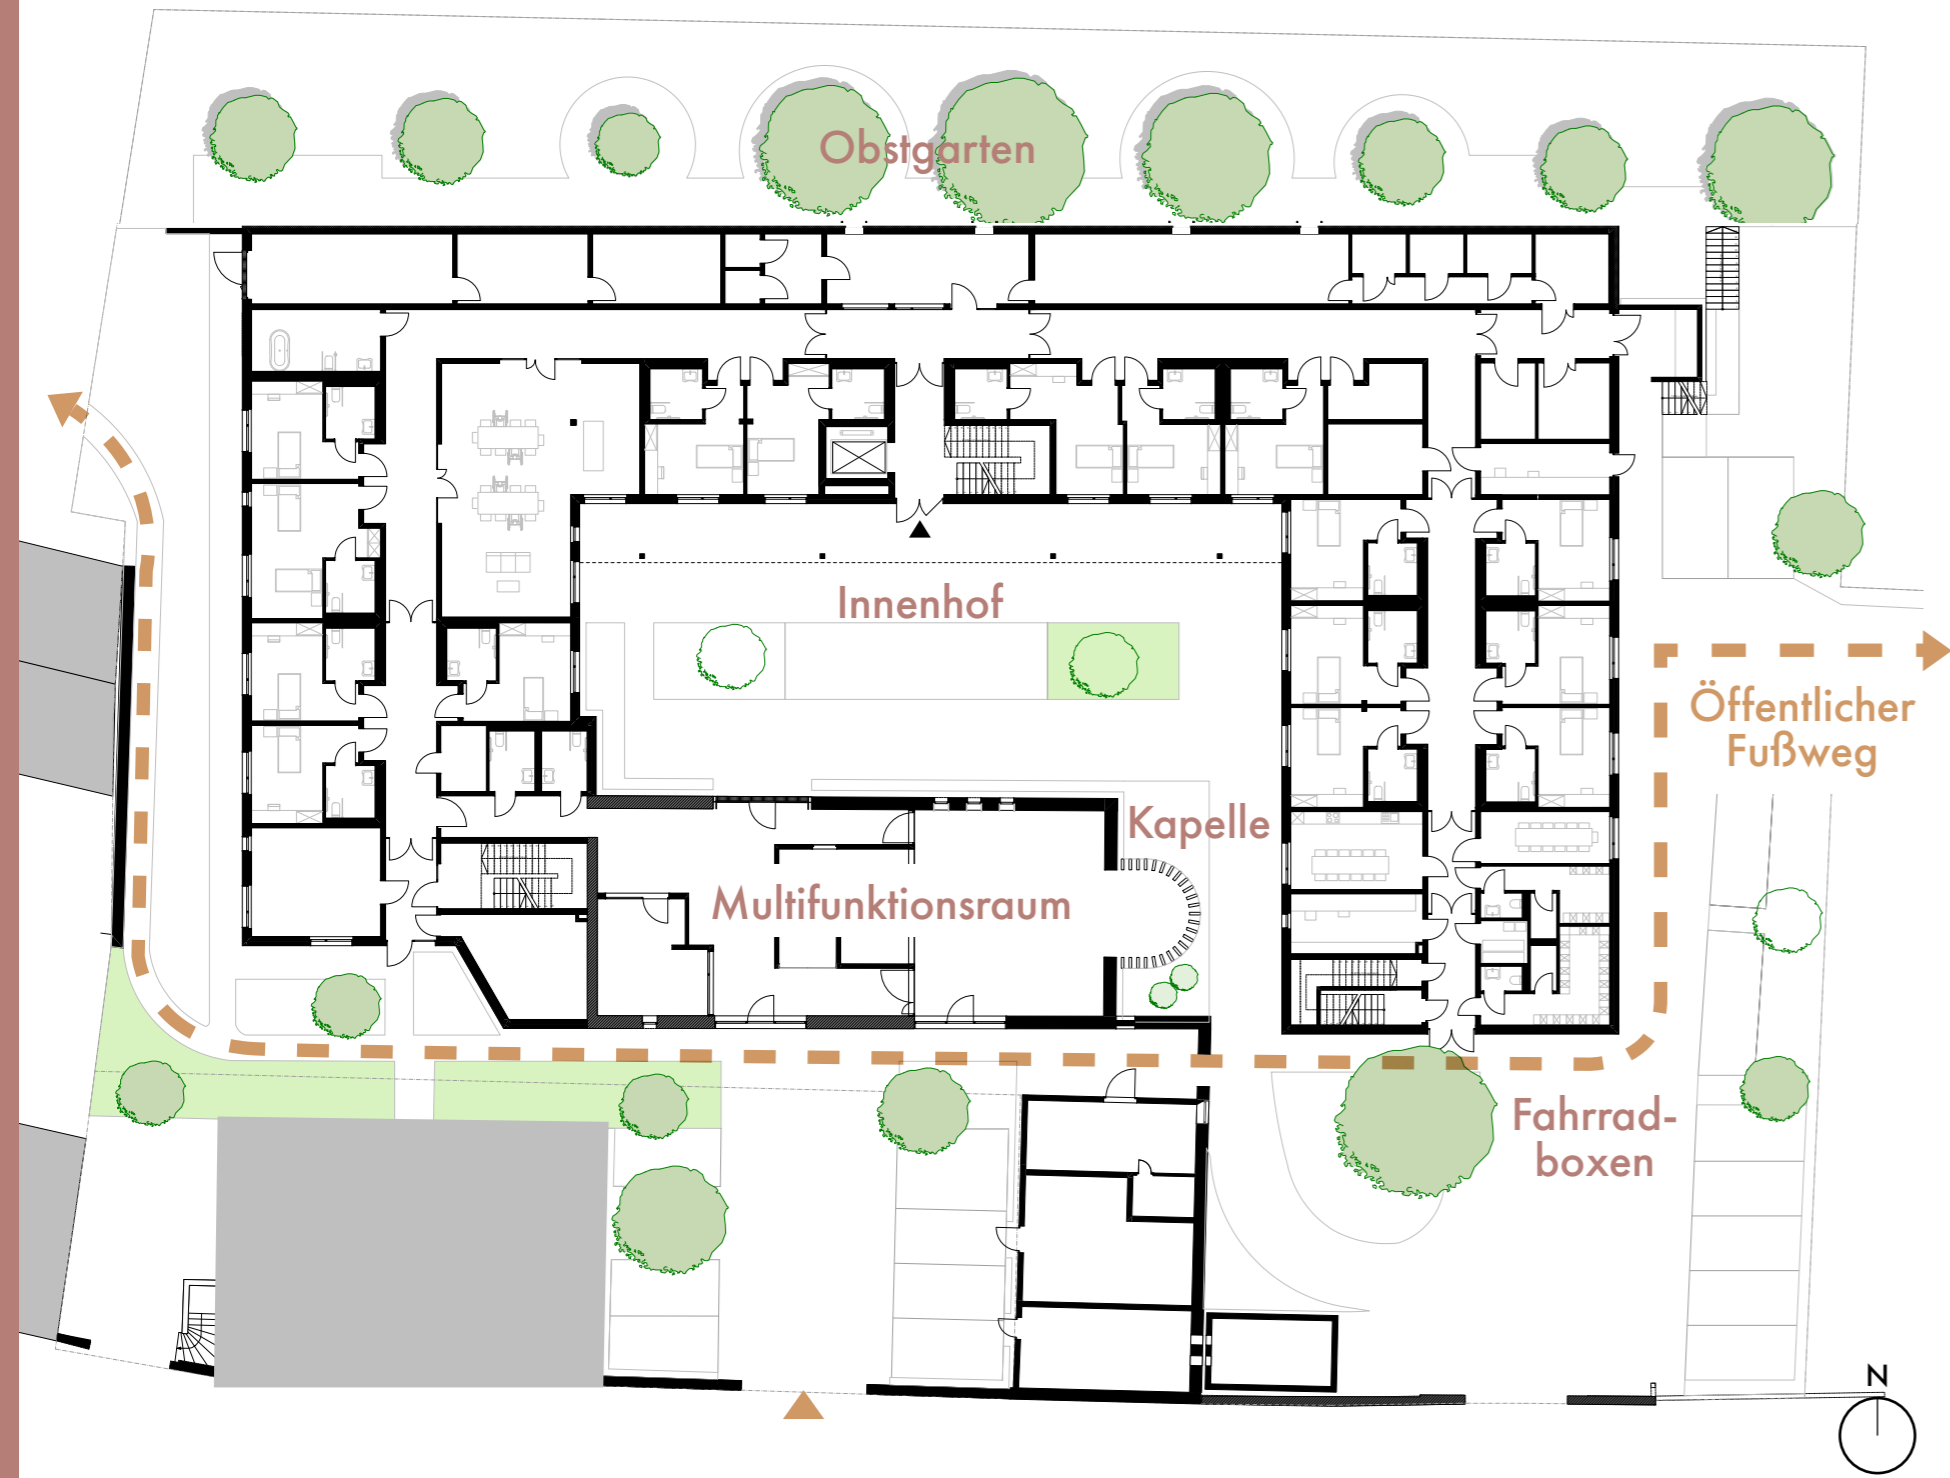 Obstgarten
Innenhof
Öffentlicher
Fußweg
Kapelle
Multifunktionsraum
Fahrrad-
boxen
N